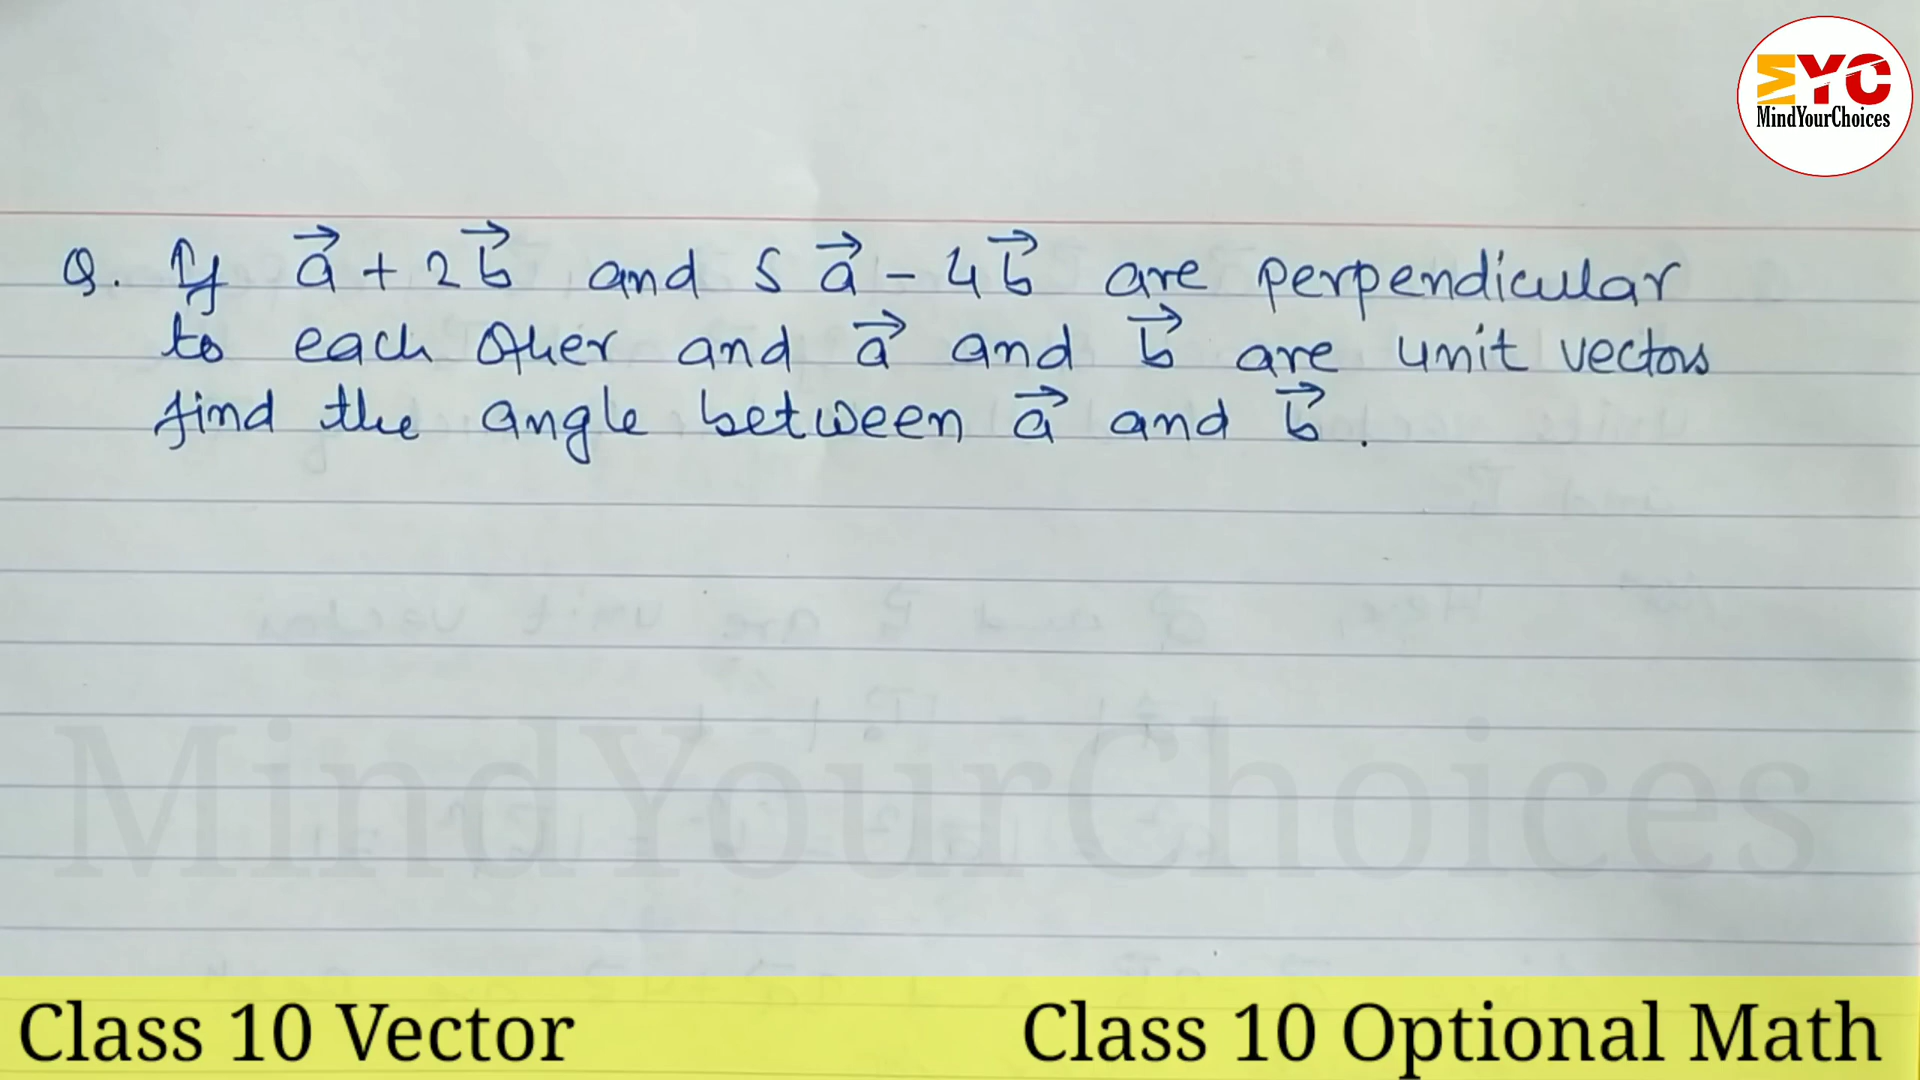 MYC
MindYourChoices
Q. If a⃗ + 2b⃗ and 5a⃗ - 4b⃗ are perpendicular
to each other and a⃗ and b⃗ are unit vectors
find the angle between a⃗ and b⃗.
MindYourChoices
Class 10 Vector
Class 10 Optional Math